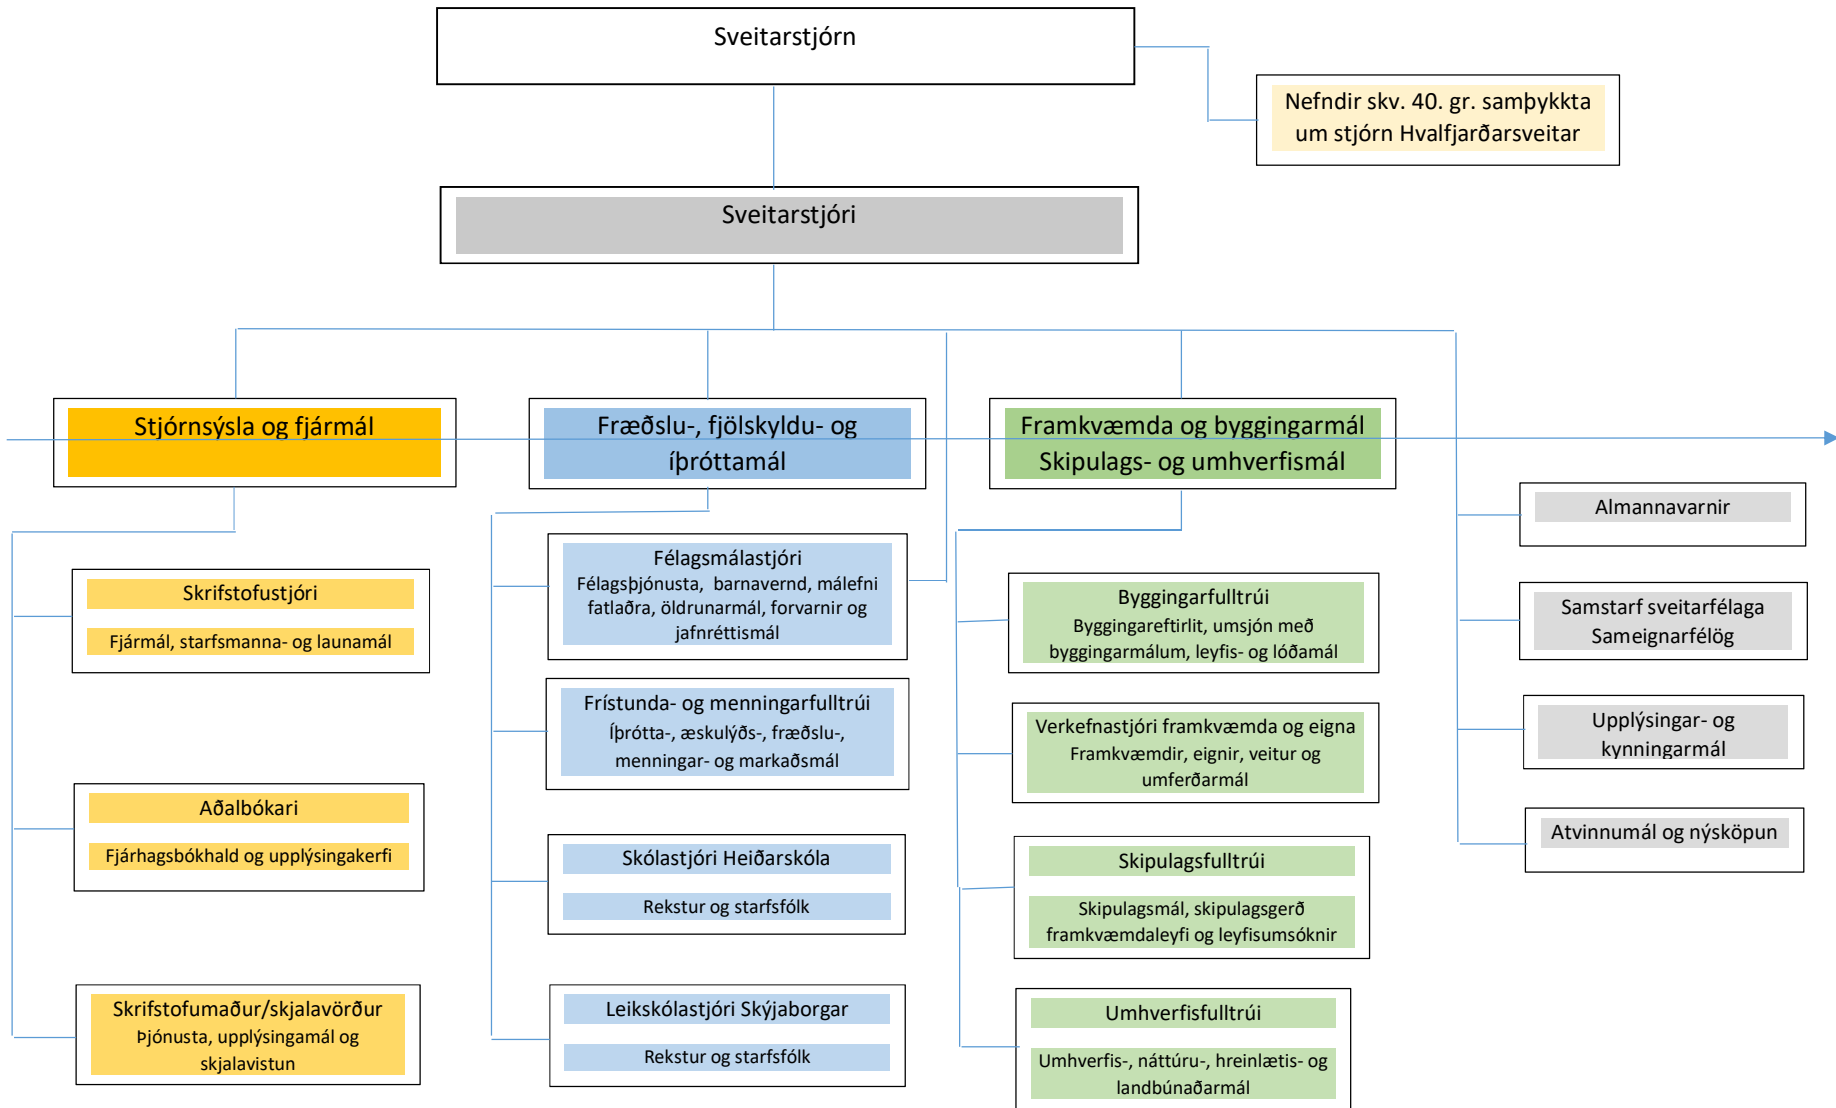 Sveitarstjórn
Nefndir skv. 40. gr. samþykkta
um stjórn Hvalfjarðarsveitar
Sveitarstjóri
Stjórnsýsla og fjármál
Fræðslu-, fjölskyldu- og
íþróttamál
Framkvæmda og byggingarmál
Skipulags- og umhverfismál
Skrifstofustjóri
Fjármál, starfsmanna- og launamál
Aðalbókari
Fjárhagsbókhald og upplýsingakerfi
Skrifstofumaður/skjalavörður
Þjónusta, upplýsingamál og
skjalavistun
Félagsmálastjóri
Félagsþjónusta, barnavernd, málefni
fatlaðra, öldrunarmál, forvarnir og
jafnréttismál
Frístunda- og menningarfulltrúi
Íþrótta-, æskulýðs-, fræðslu-,
menningar- og markaðsmál
Skólastjóri Heiðarskóla
Rekstur og starfsfólk
Leikskólastjóri Skýjaborgar
Rekstur og starfsfólk
Byggingarfulltrúi
Byggingareftirlit, umsjón með
byggingarmálum, leyfis- og lóðamál
Verkefnastjóri framkvæmda og eigna
Framkvæmdir, eignir, veitur og
umferðarmál
Skipulagsfulltrúi
Skipulagsmál, skipulagsgerð
framkvæmdaleyfi og leyfisumsóknir
Umhverfisfulltrúi
Umhverfis-, náttúru-, hreinlætis- og
landbúnaðarmál
Almannavarnir
Samstarf sveitarfélaga
Sameignarfélög
Upplýsingar- og
kynningarmál
Atvinnumál og nýsköpun